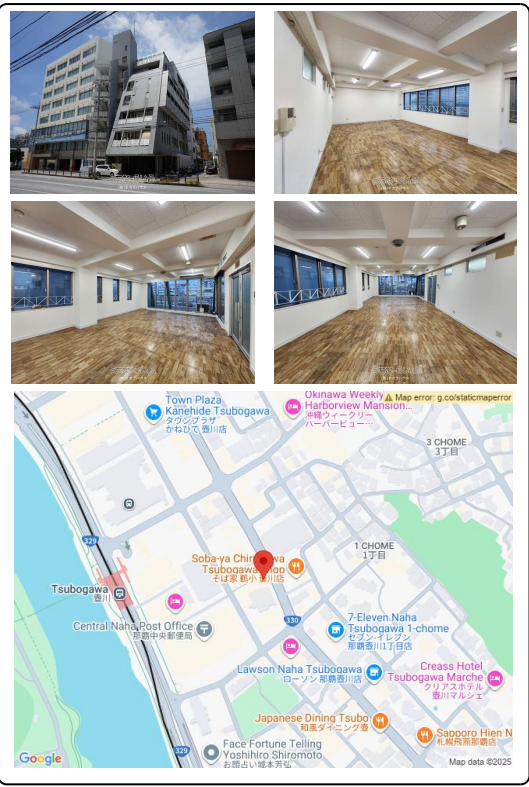 Town Plaza
Kanehide Tsubogawa
タウンプラザ
かねひで 壺川店
Okinawa Weekly
Harborview Mansion...
沖縄ウィークリー
ハーバービュー…
Map error: g.co/staticmaperror
3 CHOME
3丁目
329
1 CHOME
1丁目
Soba-ya
Tsubogawa
そば家 鶴小
Tsubogawa
壺川
330
Central Naha Post Office
那覇中央郵便局
7-Eleven Naha
Tsubogawa 1-chome
セブン-イレブン
那覇壺川1丁目店
Lawson Naha Tsubogawa
ローソン 那覇壺川店
Creass Hotel
Tsubogawa Marche
クリアスホテル
壺川マルシェ
Japanese Dining Tsubo
和風ダイニング壺
Sapporo Hien N
札幌飛燕那覇店
329
Face Fortune Telling
Yoshihiro Shiromoto
お顔占い城本芳弘
Google
Map data ©2025